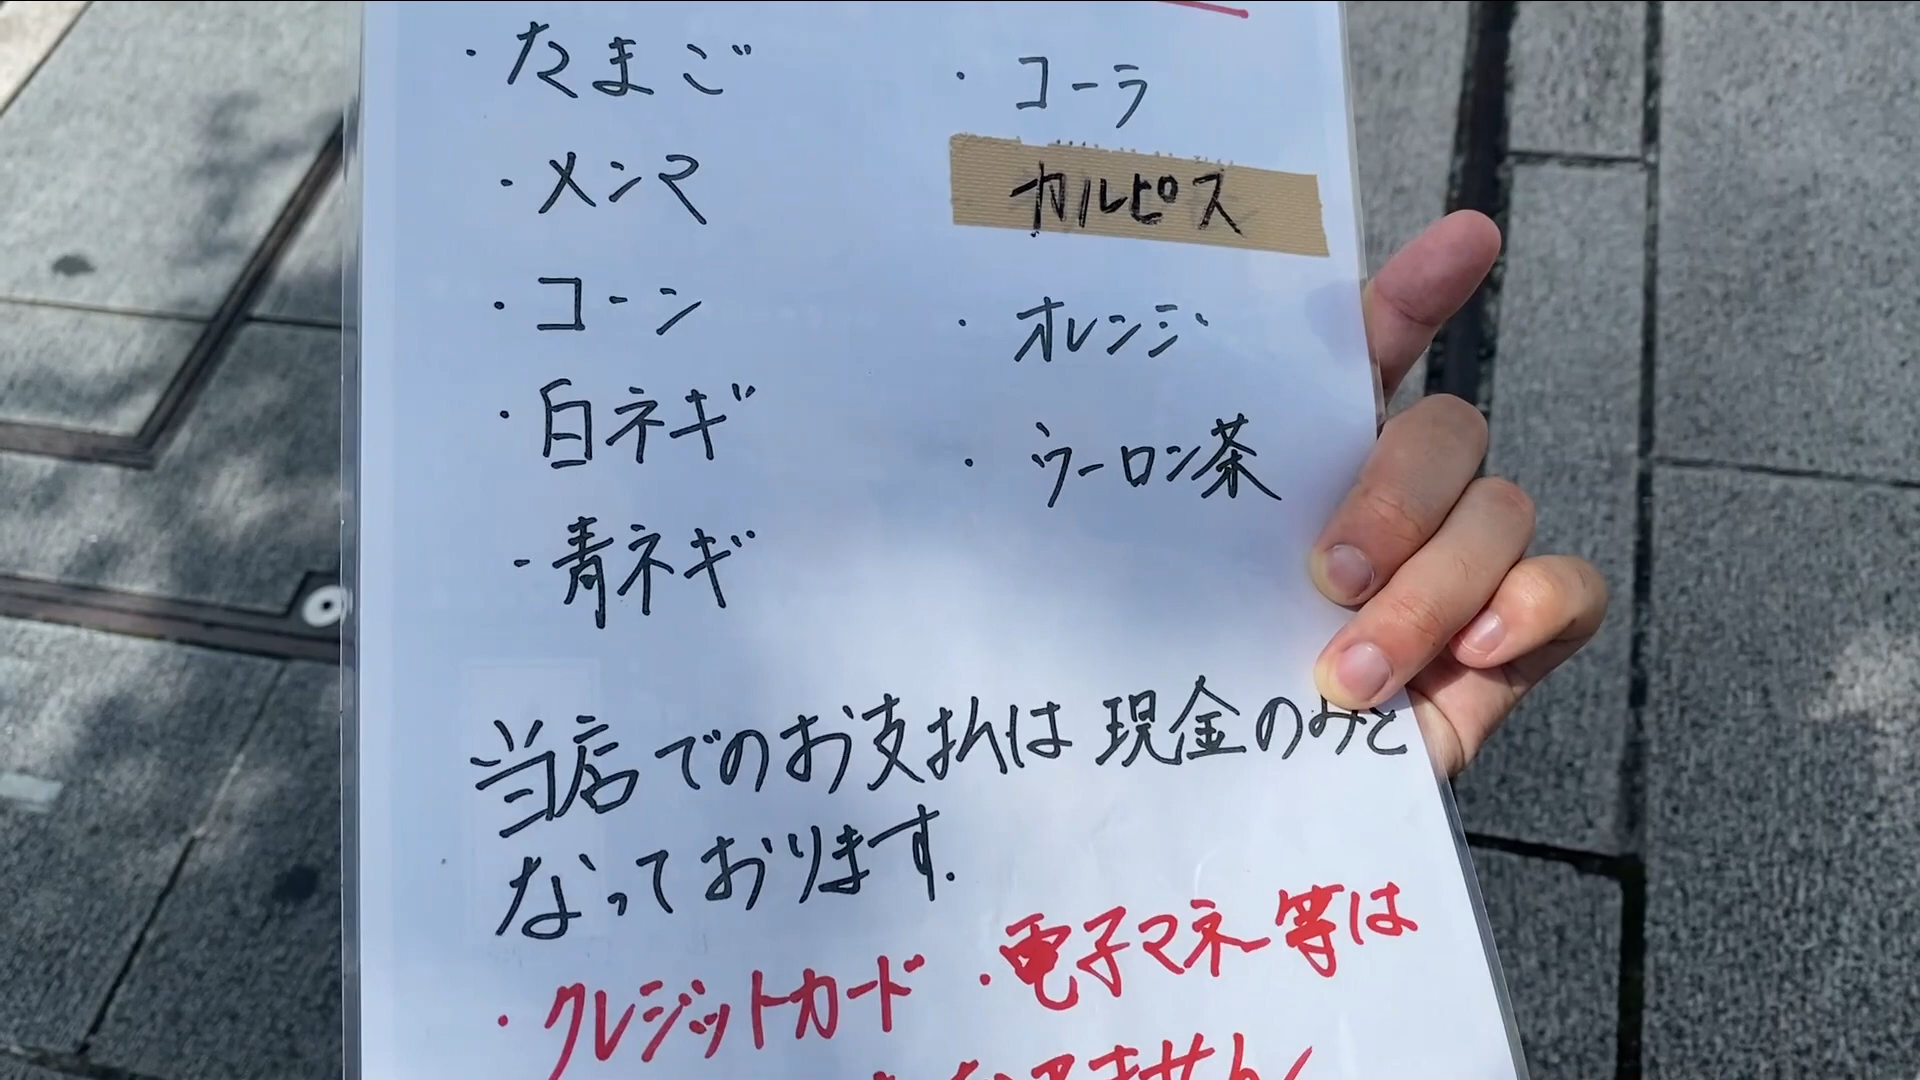 ・たまご
・メンマ
・コーン
・白ネギ
・青ネギ
・コーラ
カルピス
・オレンジ
・ウーロン茶
当店でのお支払は現金のみと
なっております.
・クレジットカード・電子マネー等は
ません